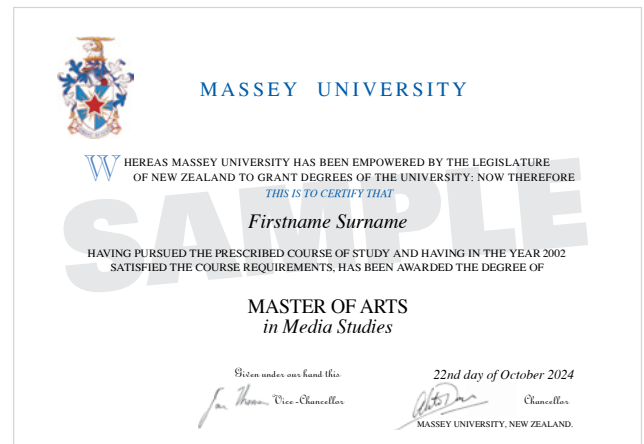 MASSEY UNIVERSITY
WHEREAS MASSEY UNIVERSITY HAS BEEN EMPOWERED BY THE LEGISLATURE
OF NEW ZEALAND TO GRANT DEGREES OF THE UNIVERSITY: NOW THEREFORE
THIS IS TO CERTIFY THAT
SAMPLE
Firstname Surname
HAVING PURSUED THE PRESCRIBED COURSE OF STUDY AND HAVING IN THE YEAR 2002
SATISFIED THE COURSE REQUIREMENTS, HAS BEEN AWARDED THE DEGREE OF
MASTER OF ARTS
in Media Studies
Given under our hand this 22nd day of October 2024
Vice-Chancellor Chancellor
MASSEY UNIVERSITY, NEW ZEALAND.